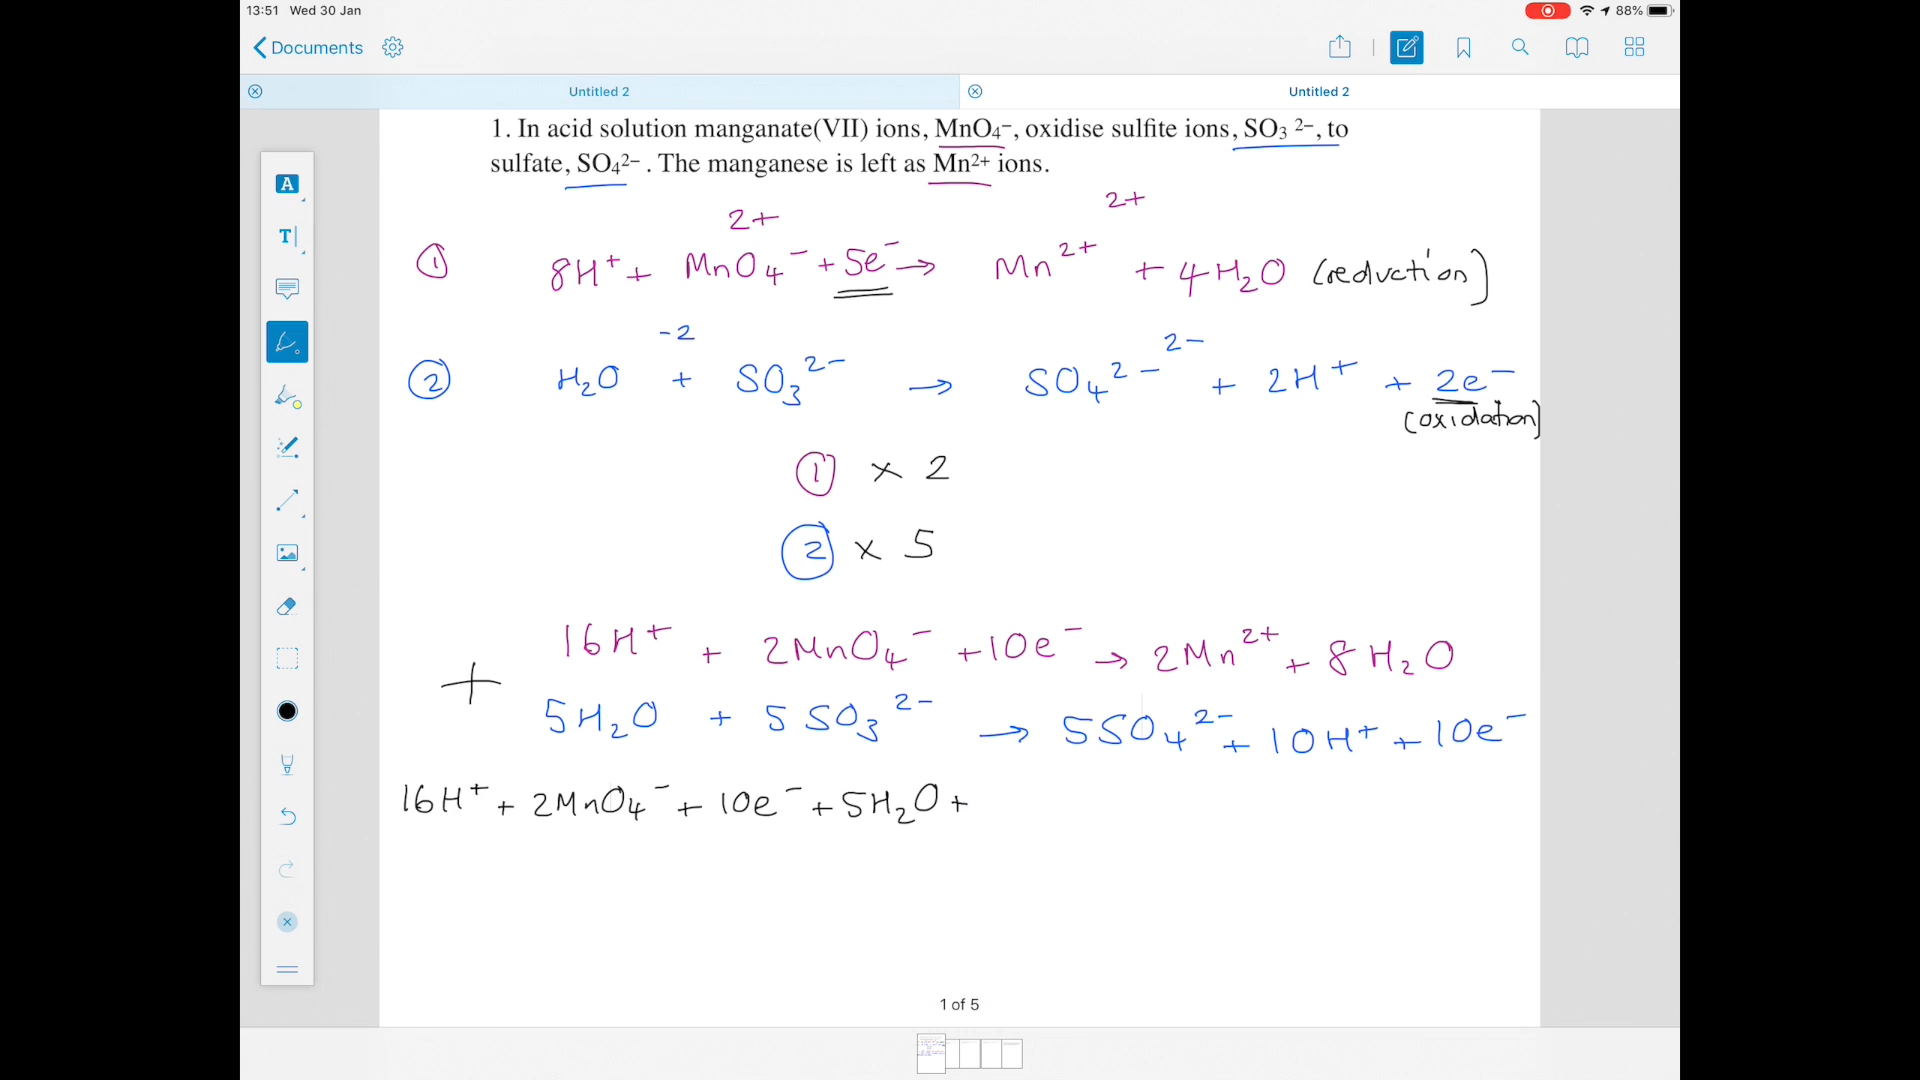 13:51 Wed 30 Jan 88%
Documents
Untitled 2 Untitled 2
1. In acid solution manganate(VII) ions, MnO₄⁻, oxidise sulfite ions, SO₃ ²⁻, to
sulfate, SO₄²⁻ . The manganese is left as Mn²⁺ ions.
2+ 2+
① 8H⁺ + MnO₄⁻ + 5e⁻ → Mn²⁺ + 4H₂O (reduction)
-2 2-
② H₂O + SO₃²⁻ → SO₄²⁻ + 2H⁺ + 2e⁻
(oxidation)
① × 2
② × 5
16H⁺ + 2MnO₄⁻ + 10e⁻ → 2Mn²⁺ + 8H₂O
+
5H₂O + 5SO₃²⁻ → 5SO₄²⁻ + 10H⁺ + 10e⁻
16H⁺ + 2MnO₄⁻ + 10e⁻ + 5H₂O +
1 of 5
A
T